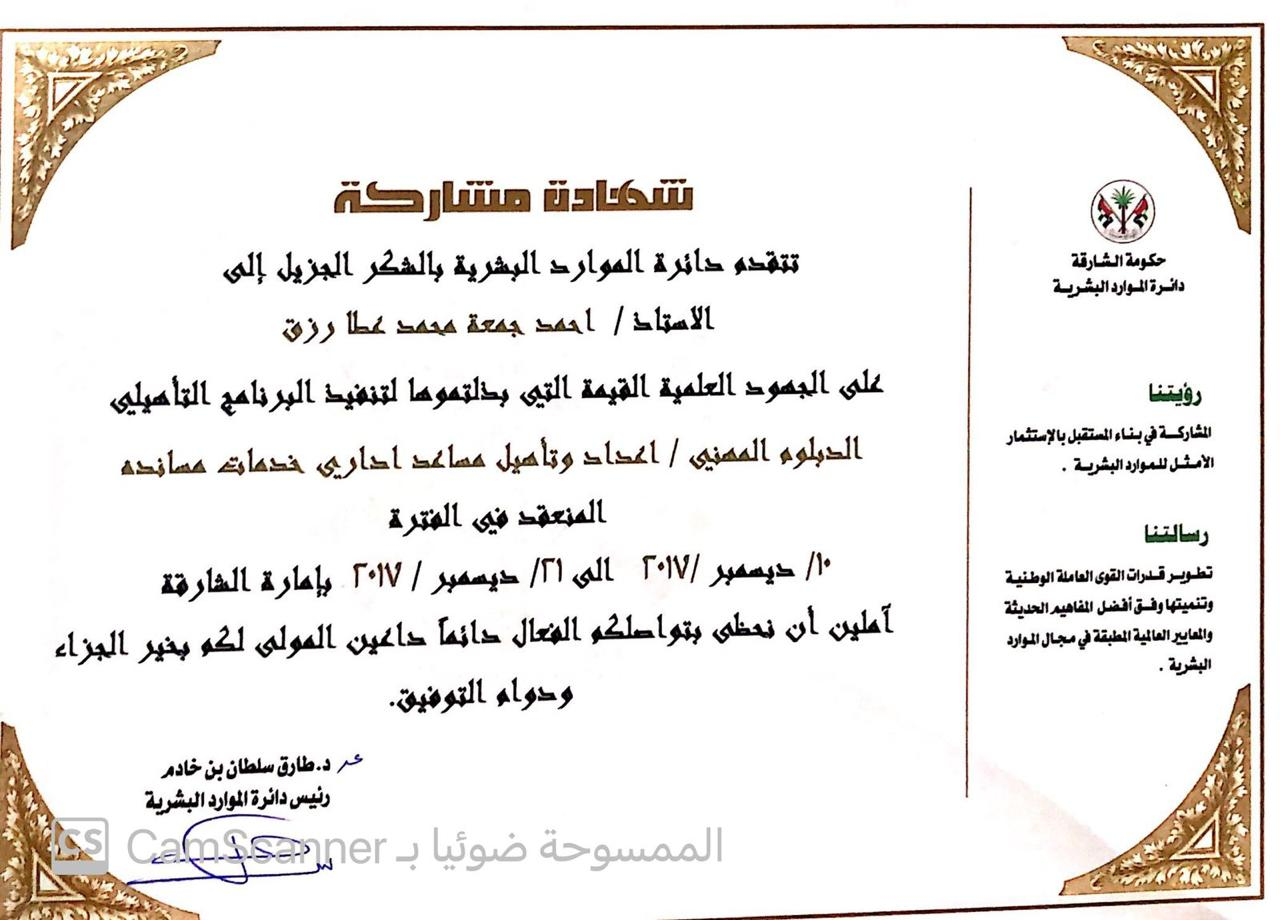 حكومة الشارقة
دائرة الموارد البشرية
رؤيتنا
المشاركة في بناء المستقبل بالإستثمار
الأمثل للموارد البشرية .
رسالتنا
تطوير قدرات القوى العاملة الوطنية
وتنميتها وفق أفضل المفاهيم الحديثة
والمعايير العالمية المطبقة في مجال الموارد
البشرية .
شهادة مشاركة
تتقدم دائرة الموارد البشرية بالشكر الجزيل إلى
الاستاذ / احمد جمعة محمد عطا رزق
على الجهود العلمية القيمة التي بذلتموها لتنفيذ البرنامج التأهيلي
الدبلوم المهني / اعداد وتأهيل مساعد اداري خدمات مسانده
المنعقد في الفترة
١٠/ ديسمبر /٢٠١٧ الى ٢١/ ديسمبر / ٢٠١٧ بإمارة الشارقة
آملين أن نحظى بتواصلكم الفعال دائماً داعين المولى لكم بخير الجزاء
ودوام التوفيق.
د.طارق سلطان بن خادم
رئيس دائرة الموارد البشرية
CS الممسوحة ضوئيا بـ CamScanner